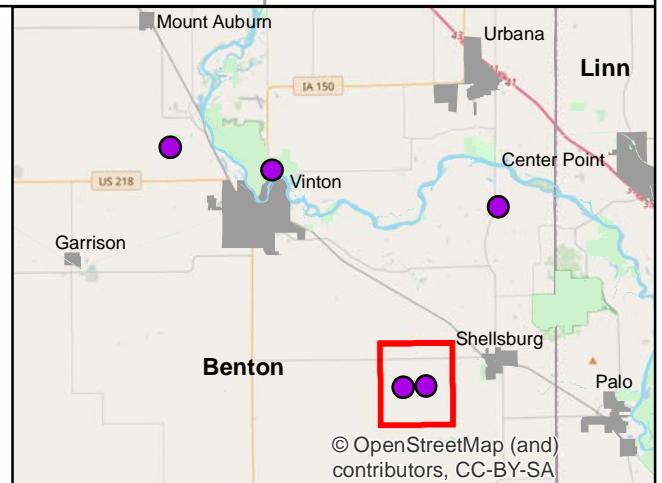 Mount Auburn
Urbana
Linn
IA 150
Center Point
US 218
Vinton
Garrison
Shellsburg
Benton
Palo
© OpenStreetMap (and)
contributors, CC-BY-SA